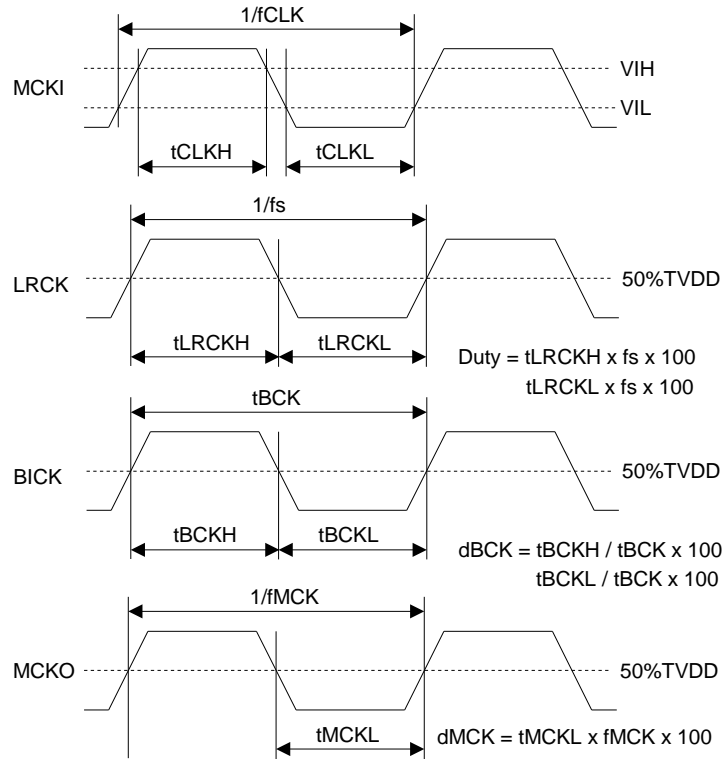 1/fCLK
MCKI
VIH
VIL
tCLKH
tCLKL
1/fs
LRCK
50%TVDD
tLRCKH
tLRCKL
Duty = tLRCKH x fs x 100
tLRCKL x fs x 100
tBCK
BICK
50%TVDD
tBCKH
tBCKL
dBCK = tBCKH / tBCK x 100
tBCKL / tBCK x 100
1/fMCK
MCKO
50%TVDD
tMCKL
dMCK = tMCKL x fMCK x 100